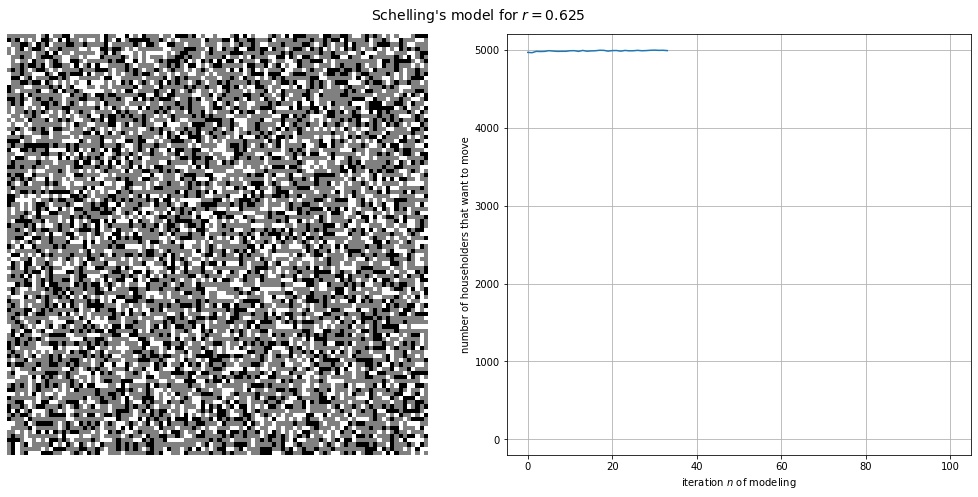 Schelling's model for r = 0.625
number of householders that want to move
5000
4000
3000
2000
1000
0
0 20 40 60 80 100
iteration n of modeling